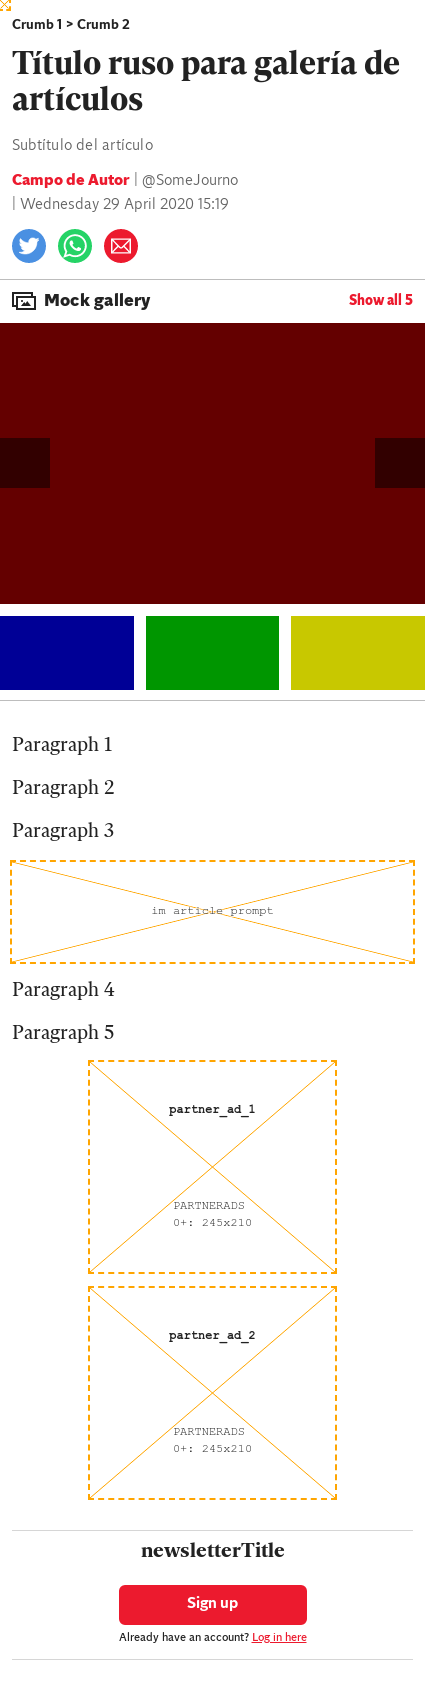 Crumb 1 > Crumb 2
Título ruso para galería de
artículos
Subtítulo del artículo
Campo de Autor | @SomeJourno
| Wednesday 29 April 2020 15:19
Mock gallery
Show all 5
Paragraph 1
Paragraph 2
Paragraph 3
im article prompt
Paragraph 4
Paragraph 5
partner_ad_1
PARTNERADS
0+: 245x210
partner_ad_2
PARTNERADS
0+: 245x210
newsletterTitle
Sign up
Already have an account? Log in here